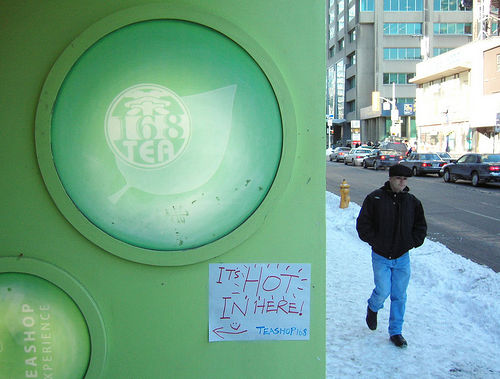 168
TEA
IT'S HOT
IN HERE!
TEASHOP168
EASHOP
XPERIENCE